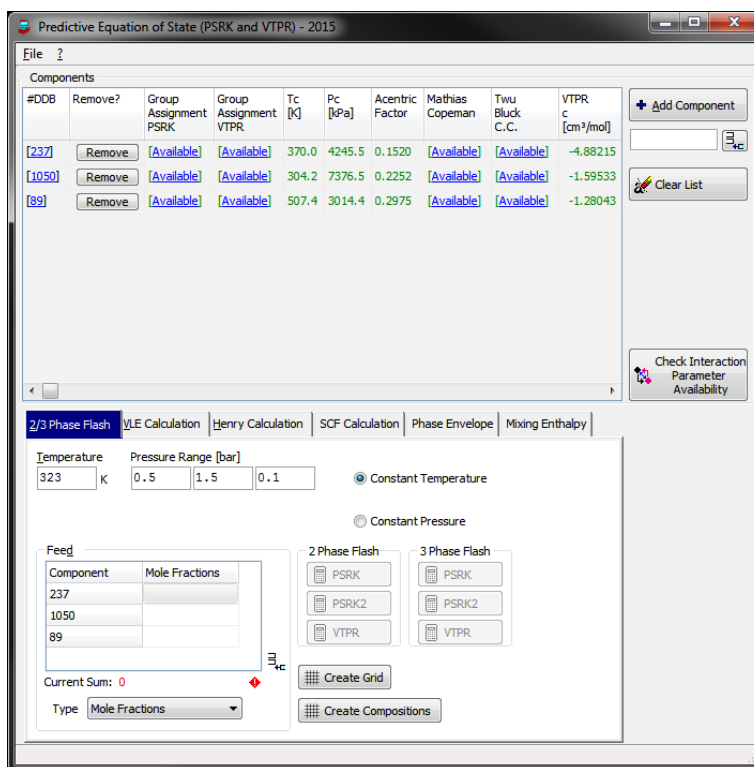 Predictive Equation of State (PSRK and VTPR) - 2015
File ?
Components
#DDB Remove? Group Assignment PSRK Group Assignment VTPR Tc [K] Pc [kPa] Acentric Factor Mathias Copeman Twu Bluck C.C. VTPR c [cm³/mol]
[237] Remove [Available] [Available] 370.0 4245.5 0.1520 [Available] [Available] -4.88215
[1050] Remove [Available] [Available] 304.2 7376.5 0.2252 [Available] [Available] -1.59533
[89] Remove [Available] [Available] 507.4 3014.4 0.2975 [Available] [Available] -1.28043
Add Component
Clear List
Check Interaction
Parameter
Availability
2/3 Phase Flash VLE Calculation Henry Calculation SCF Calculation Phase Envelope Mixing Enthalpy
Temperature Pressure Range [bar]
323 K 0.5 1.5 0.1 Constant Temperature
Constant Pressure
Feed 2 Phase Flash 3 Phase Flash
Component Mole Fractions PSRK PSRK
237
1050 PSRK2 PSRK2
89 VTPR VTPR
Current Sum: 0 Create Grid
Type Mole Fractions Create Compositions